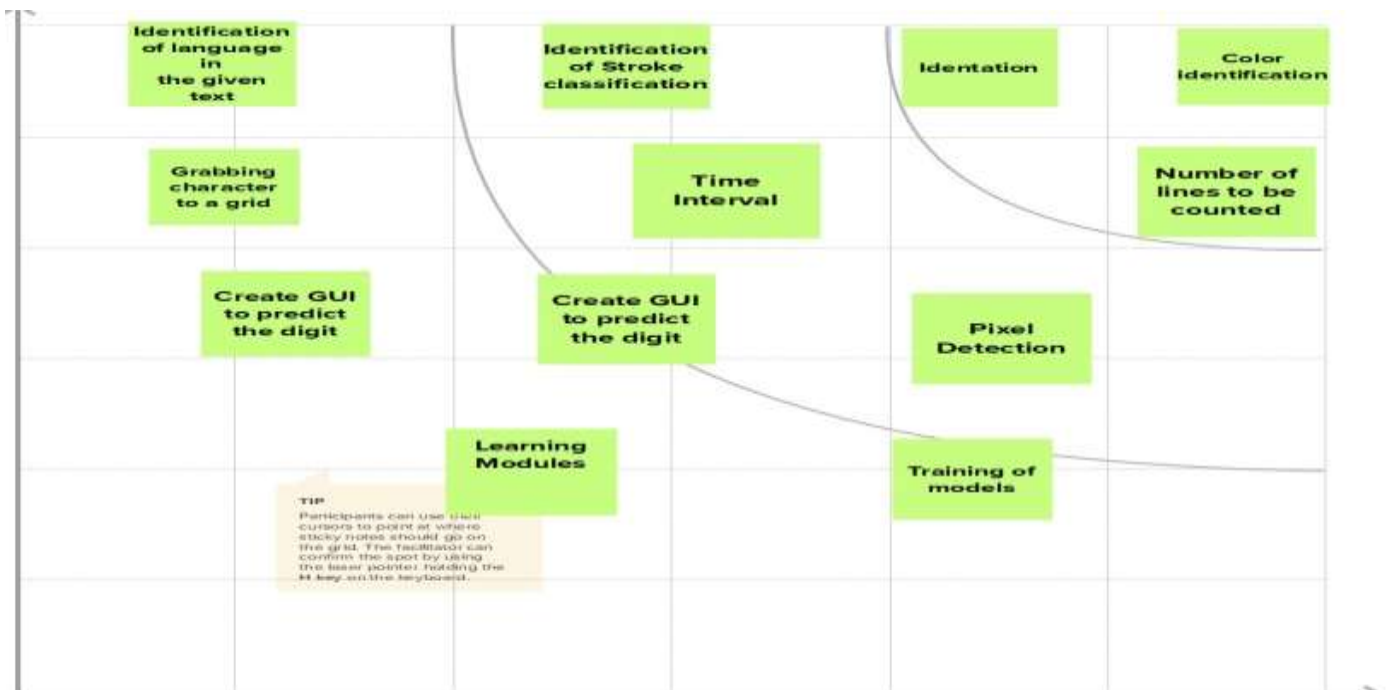 Identification
of language
in
the given
text
Identification
of Stroke
classification
Identation
Color
identification
Grabbing
character
to a grid
Time
Interval
Number of
lines to be
counted
Create GUI
to predict
the digit
Create GUI
to predict
the digit
Pixel
Detection
Learning
Modules
Training of
models
TIP
Participants can use their
cursors to point at where
sticky notes should go on
the grid. The facilitator can
confirm the spot by using
the laser pointer holding the
H key on the keyboard.